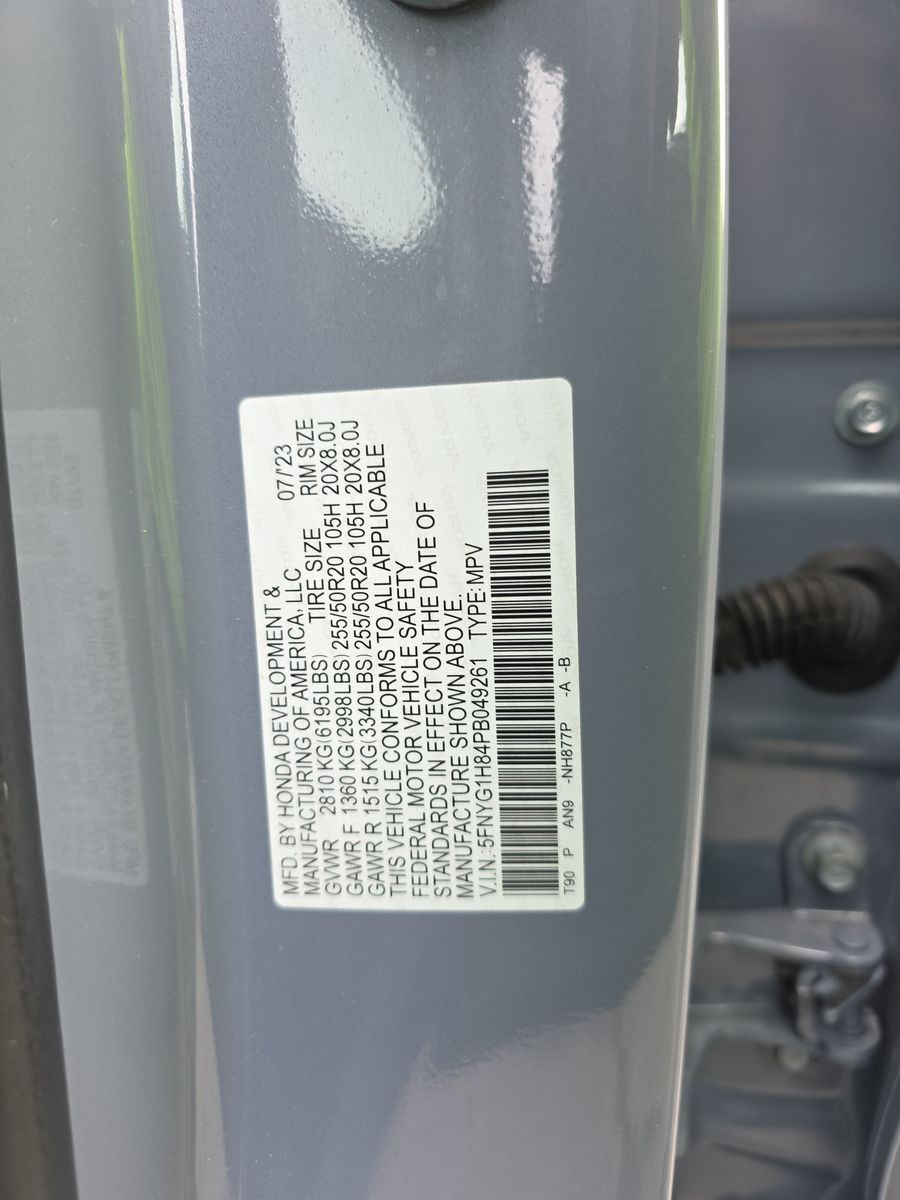 MFD. BY HONDA DEVELOPMENT &
MANUFACTURING OF AMERICA, LLC 07/'23
GVWR 2810 KG(6195LBS) TIRE SIZE RIM SIZE
GAWR F 1360 KG(2998LBS) 255/50R20 105H 20X8.0J
GAWR R 1515 KG(3340LBS) 255/50R20 105H 20X8.0J
THIS VEHICLE CONFORMS TO ALL APPLICABLE
FEDERAL MOTOR VEHICLE SAFETY
STANDARDS IN EFFECT ON THE DATE OF
MANUFACTURE SHOWN ABOVE.
V.I.N.:5FNYG1H84PB049261 TYPE:MPV
T90 P AN9 -NH877P -A -B